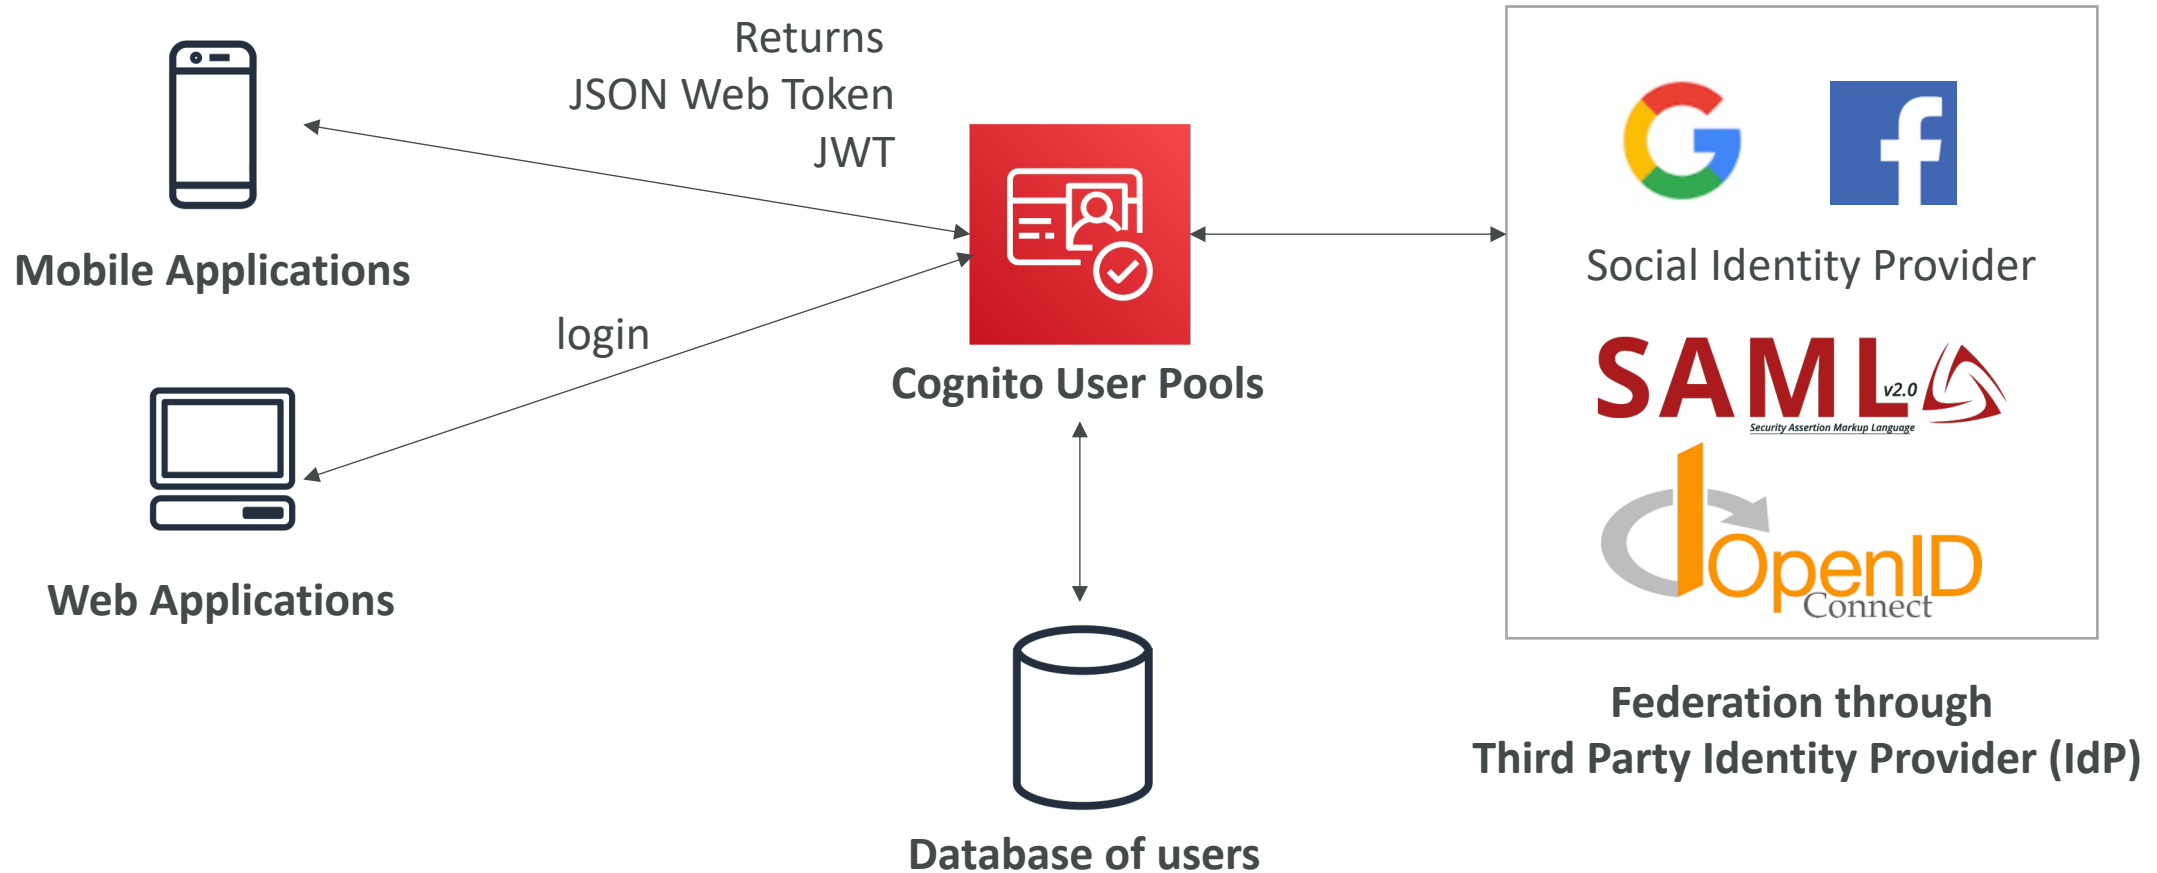 Returns
JSON Web Token
JWT
Mobile Applications
login
Web Applications
Cognito User Pools
Database of users
Social Identity Provider
SAML v2.0
Security Assertion Markup Language
OpenID
Connect
Federation through
Third Party Identity Provider (IdP)